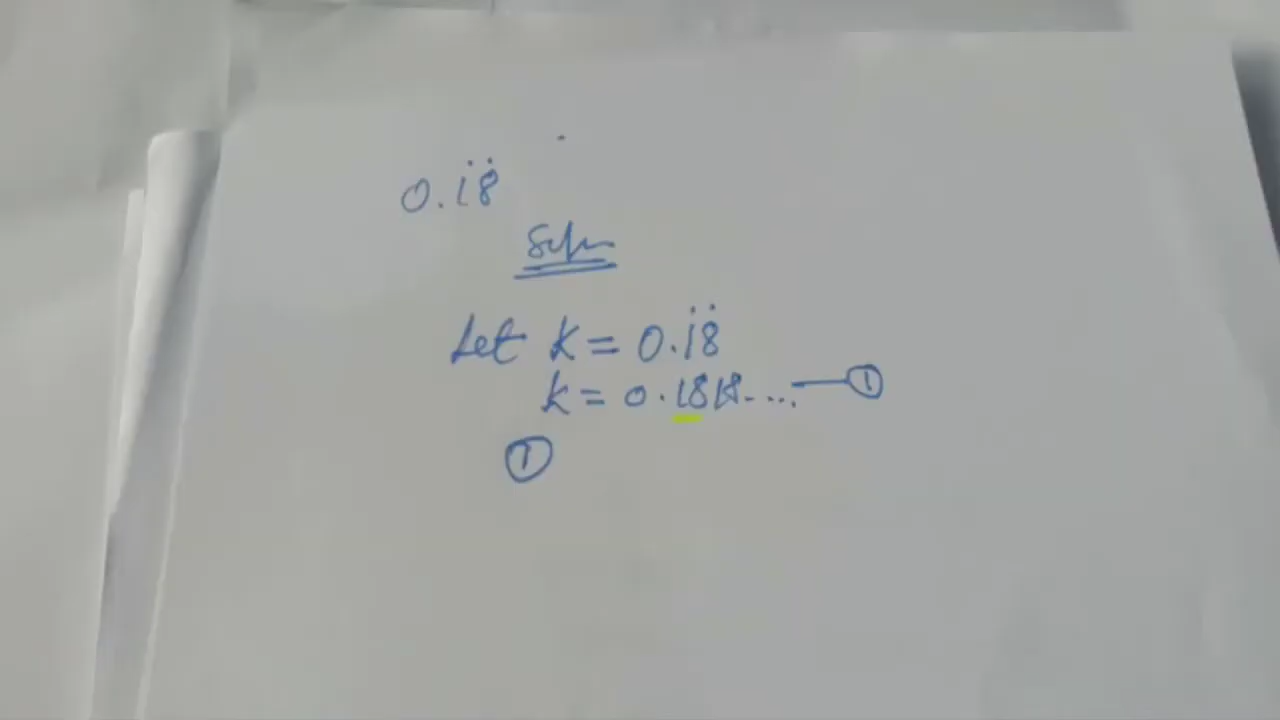 0.1̇8̇
Soln
Let k = 0.1̇8̇
k = 0.1818.... —①
①